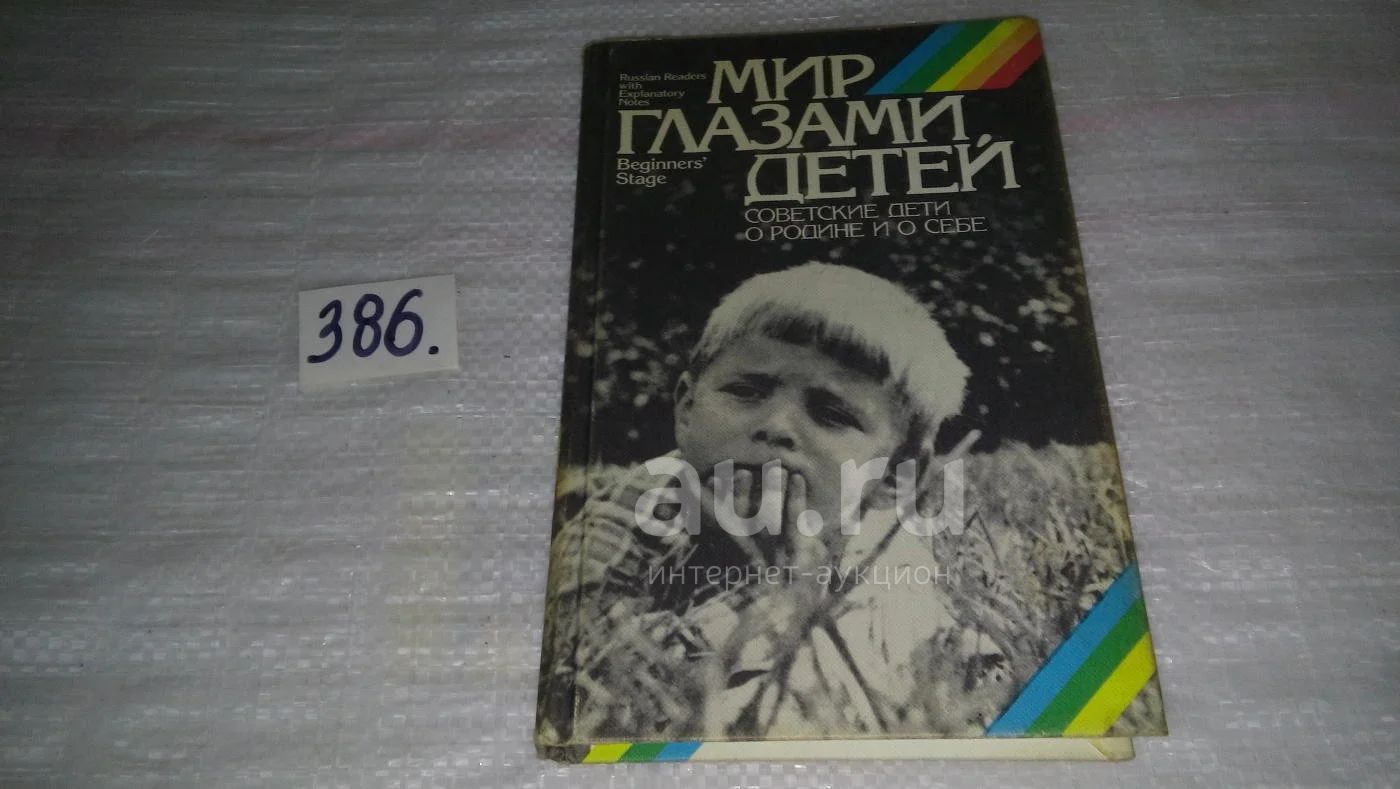 Russian Readers
with
Explanatory
Notes
МИР
ГЛАЗАМИ
ДЕТЕЙ
Beginners'
Stage
СОВЕТСКИЕ ДЕТИ
О РОДИНЕ И О СЕБЕ
386.
au.ru
интернет-аукцион